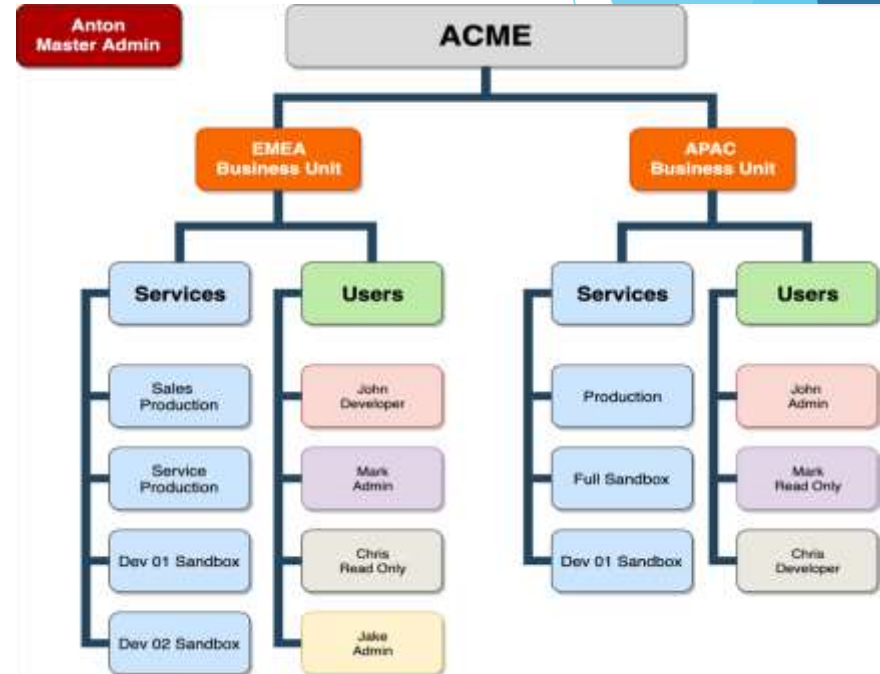 Anton
Master Admin
ACME
EMEA
Business Unit
APAC
Business Unit
Services
Users
Services
Users
Sales
Production
John
Developer
Production
John
Admin
Service
Production
Mark
Admin
Full Sandbox
Mark
Read Only
Dev 01 Sandbox
Chris
Read Only
Dev 01 Sandbox
Chris
Developer
Dev 02 Sandbox
Jake
Admin